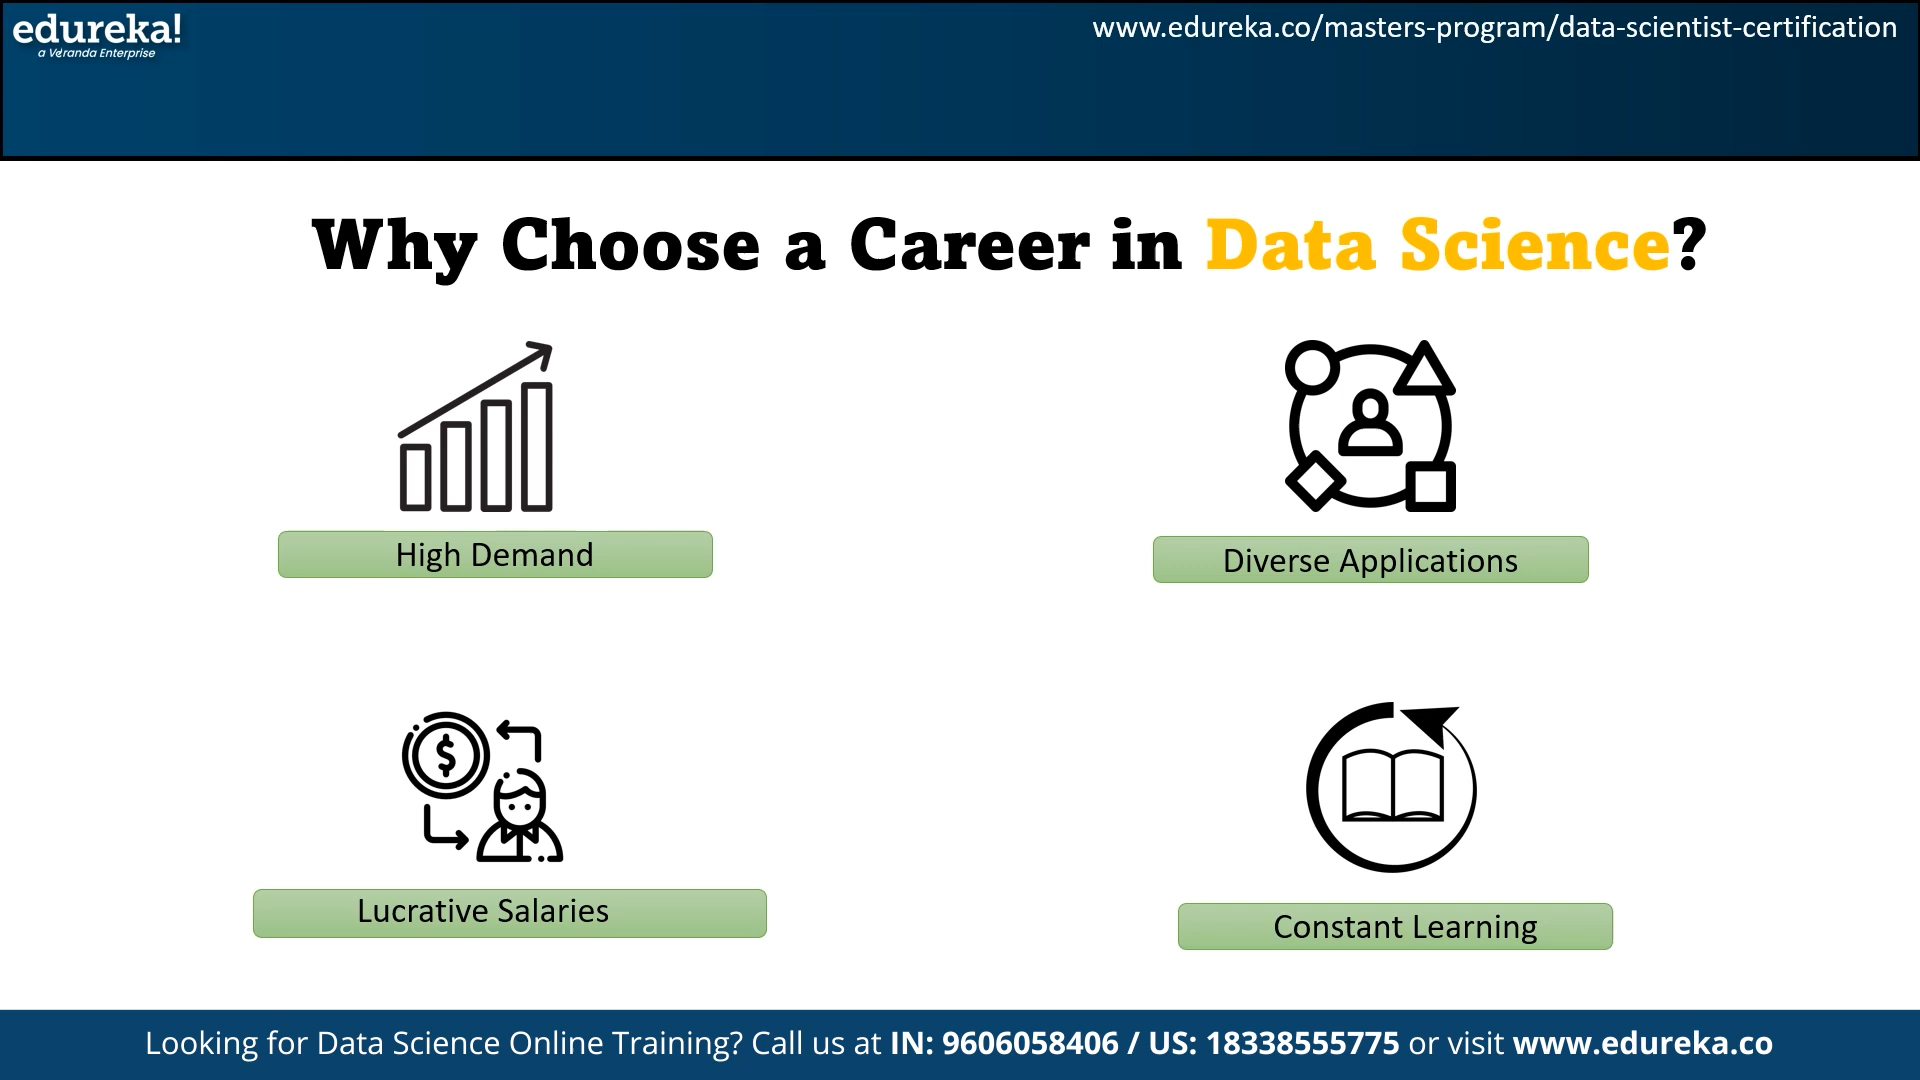 edureka!
a Veranda Enterprise
www.edureka.co/masters-program/data-scientist-certification
Why Choose a Career in Data Science?
High Demand
Diverse Applications
$
Lucrative Salaries
Constant Learning
Looking for Data Science Online Training? Call us at IN: 9606058406 / US: 18338555775 or visit www.edureka.co